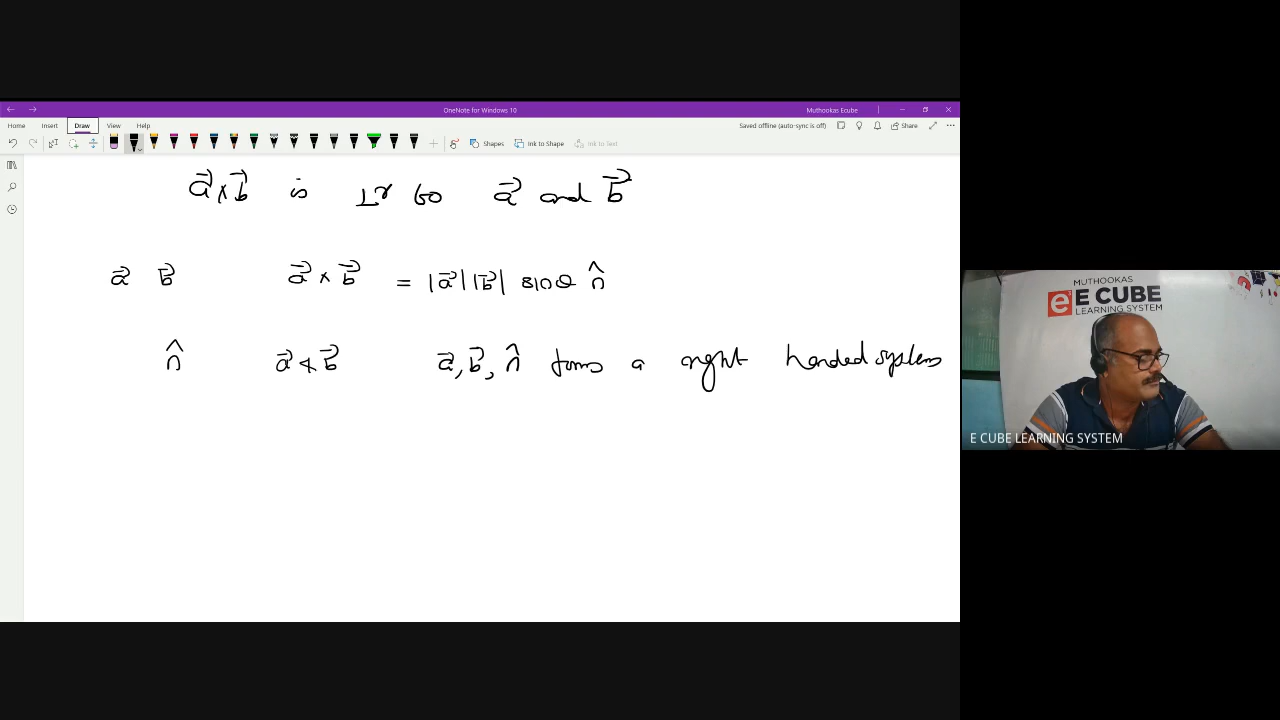 OneNote for Windows 10
Muthookas Ecube
Home Insert Draw View Help
Saved offline (auto-sync is off)
Share
Shapes
Ink to Shape
Ink to Text
a⃗ × b⃗ is ⊥r to a⃗ and b⃗
a⃗ b⃗ a⃗ × b⃗ = |a⃗| |b⃗| sinθ n̂
n̂ a⃗ & b⃗ a⃗, b⃗, n̂ forms a right handed system
MUTHOOKAS
E CUBE
LEARNING SYSTEM
E CUBE LEARNING SYSTEM